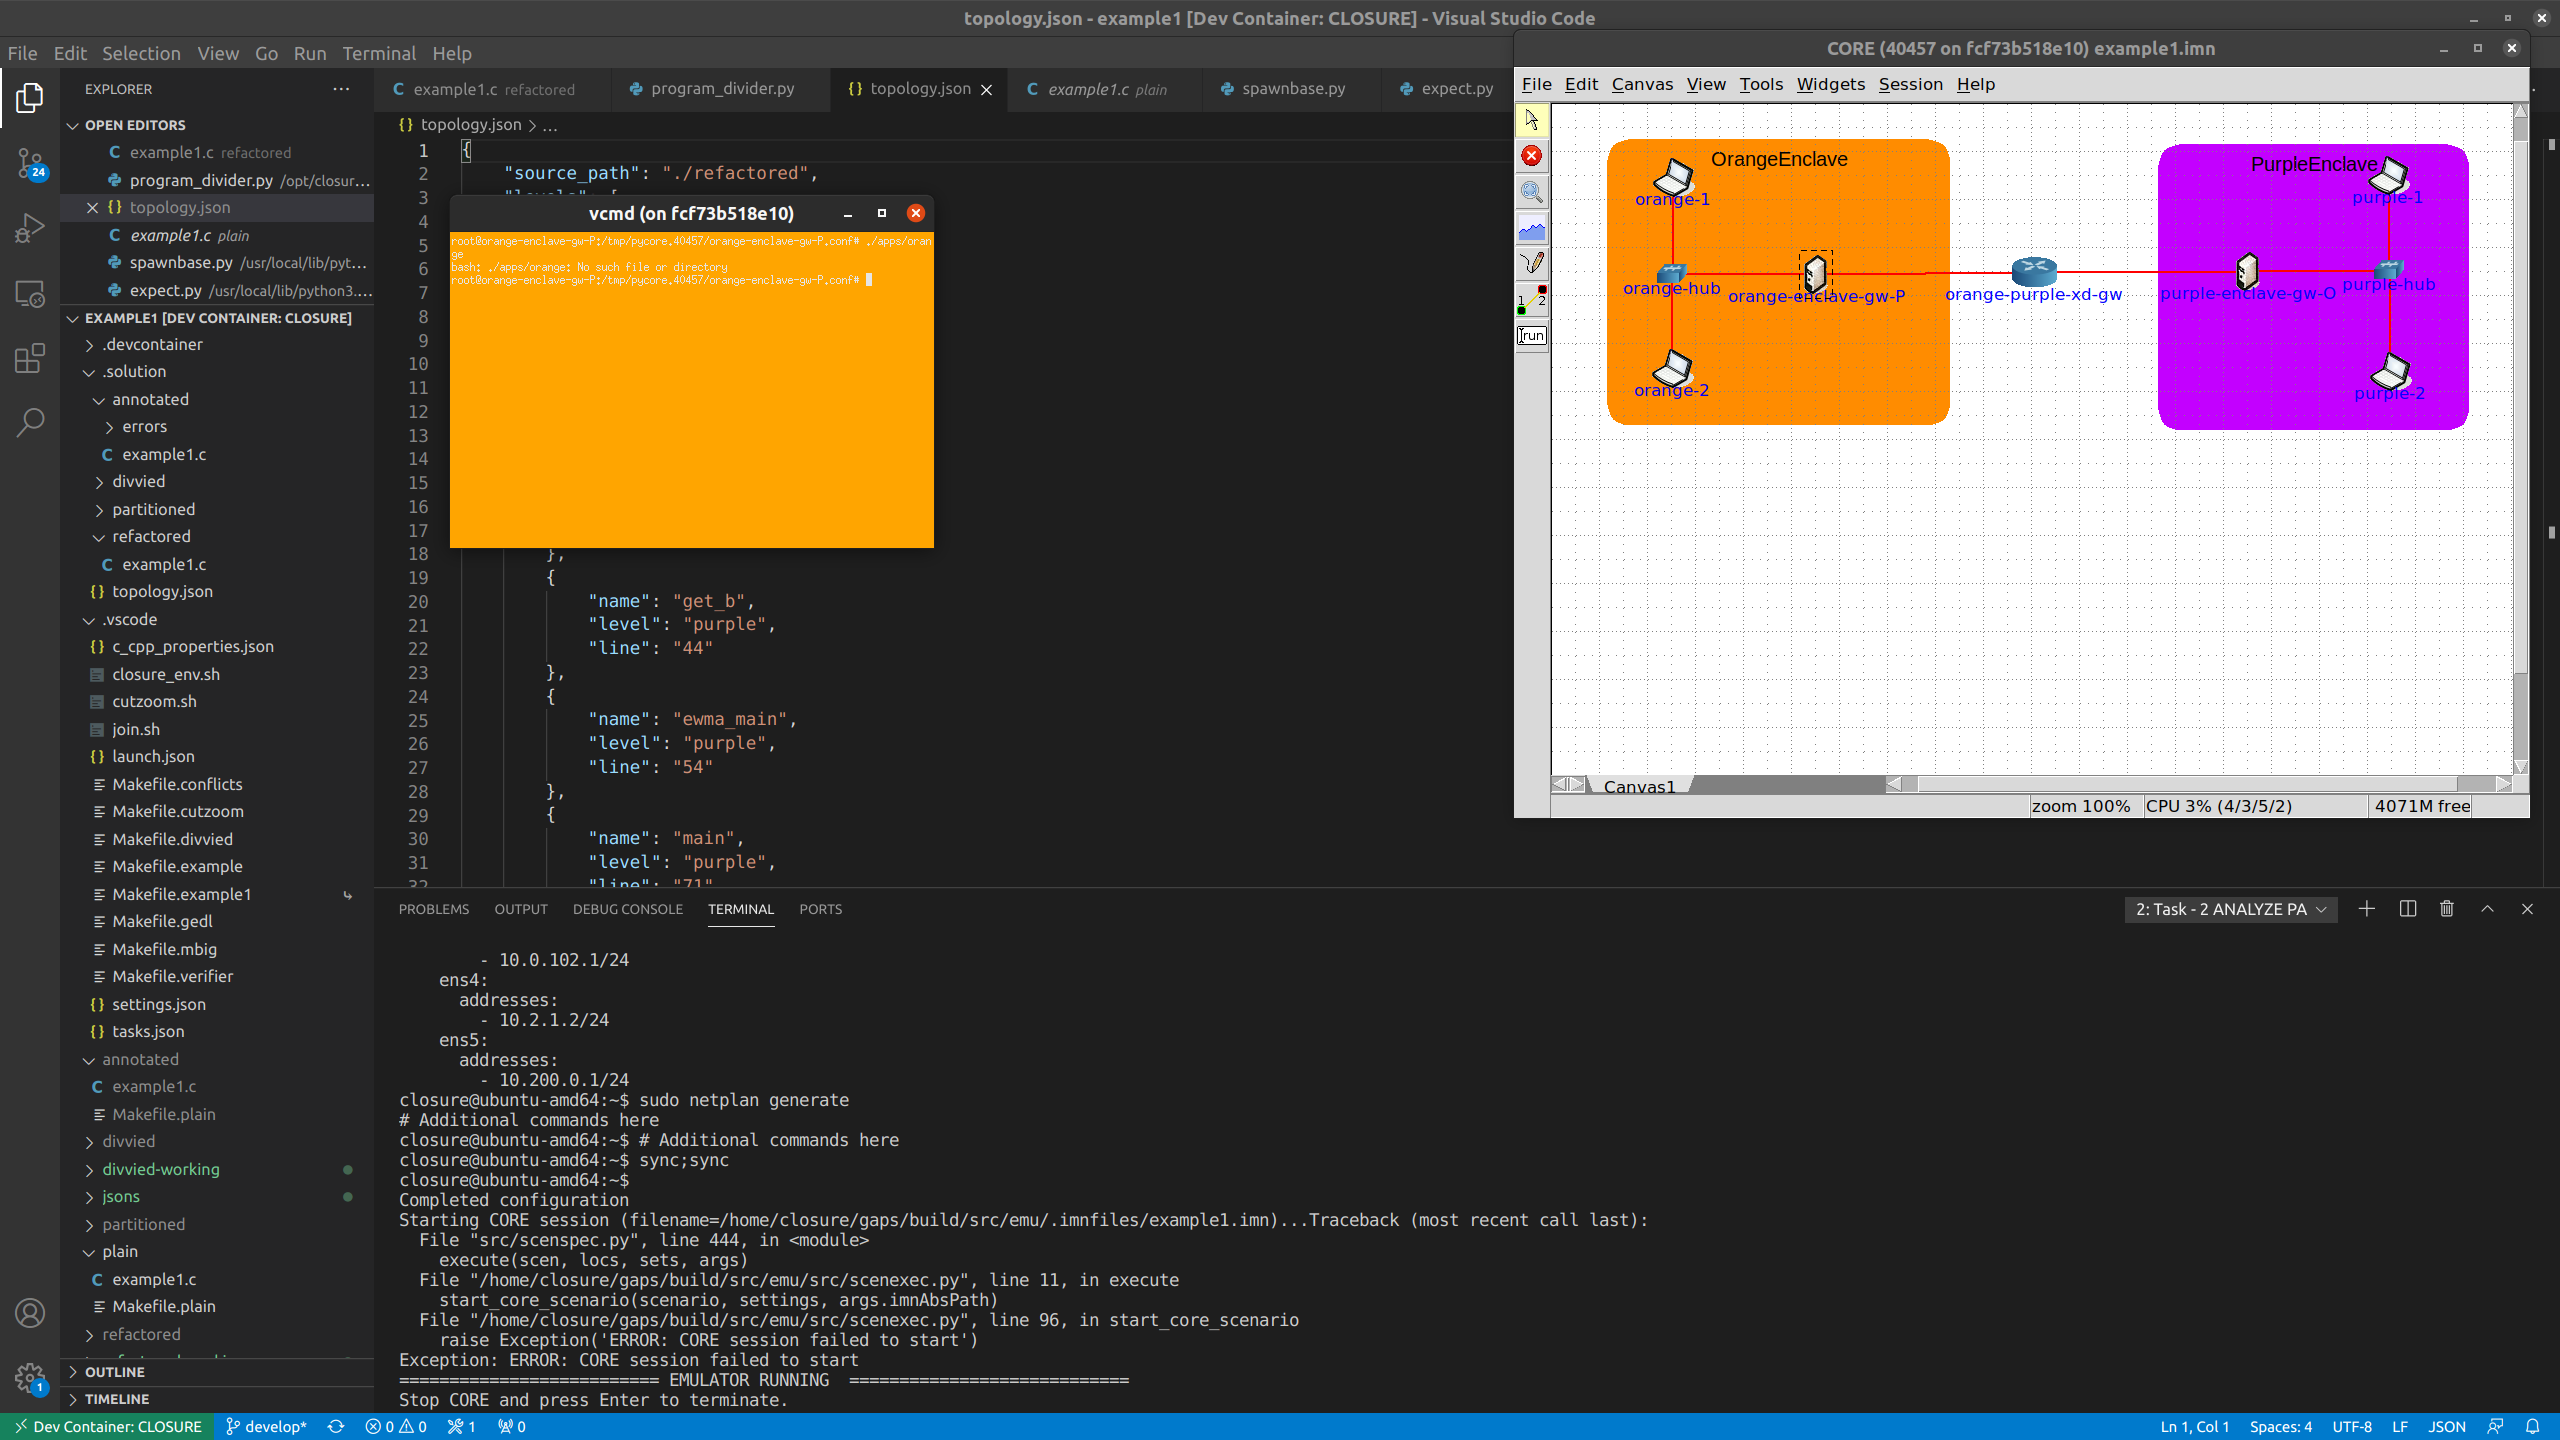 topology.json - example1 [Dev Container: CLOSURE] - Visual Studio Code
File Edit Selection View Go Run Terminal Help
EXPLORER
OPEN EDITORS
example1.c refactored
program_divider.py /opt/closur...
topology.json
example1.c plain
spawnbase.py /usr/local/lib/pyt...
expect.py /usr/local/lib/python3....
EXAMPLE1 [DEV CONTAINER: CLOSURE]
.devcontainer
.solution
annotated
errors
example1.c
divvied
partitioned
refactored
example1.c
topology.json
.vscode
c_cpp_properties.json
closure_env.sh
cutzoom.sh
join.sh
launch.json
Makefile.conflicts
Makefile.cutzoom
Makefile.divvied
Makefile.example
Makefile.example1
Makefile.gedl
Makefile.mbig
Makefile.verifier
settings.json
tasks.json
annotated
example1.c
Makefile.plain
divvied
divvied-working
jsons
partitioned
plain
example1.c
Makefile.plain
refactored
OUTLINE
TIMELINE
24
1
example1.c refactored
program_divider.py
topology.json
example1.c plain
spawnbase.py
expect.py
topology.json > ...
1 {
2 "source_path": "./refactored",
3
4
5
6
7
8
9
10
11
12
13
14
15
16
17
18 },
19 {
20 "name": "get_b",
21 "level": "purple",
22 "line": "44"
23 },
24 {
25 "name": "ewma_main",
26 "level": "purple",
27 "line": "54"
28 },
29 {
30 "name": "main",
31 "level": "purple",
32 "line": "71"
vcmd (on fcf73b518e10)
root@orange-enclave-gw-P:/tmp/pycore.40457/orange-enclave-gw-P.conf# ./apps/oran
ge
bash: ./apps/orange: No such file or directory
root@orange-enclave-gw-P:/tmp/pycore.40457/orange-enclave-gw-P.conf#
CORE (40457 on fcf73b518e10) example1.imn
File Edit Canvas View Tools Widgets Session Help
1 2
run
OrangeEnclave
orange-1
orange-hub
orange-enclave-gw-P
orange-2
orange-purple-xd-gw
PurpleEnclave
purple-1
purple-enclave-gw-O
purple-hub
purple-2
Canvas1
zoom 100% CPU 3% (4/3/5/2) 4071M free
PROBLEMS OUTPUT DEBUG CONSOLE TERMINAL PORTS
2: Task - 2 ANALYZE PA
- 10.0.102.1/24
ens4:
addresses:
- 10.2.1.2/24
ens5:
addresses:
- 10.200.0.1/24
closure@ubuntu-amd64:~$ sudo netplan generate
# Additional commands here
closure@ubuntu-amd64:~$ # Additional commands here
closure@ubuntu-amd64:~$ sync;sync
closure@ubuntu-amd64:~$
Completed configuration
Starting CORE session (filename=/home/closure/gaps/build/src/emu/.imnfiles/example1.imn)...Traceback (most recent call last):
File "src/scenspec.py", line 444, in <module>
execute(scen, locs, sets, args)
File "/home/closure/gaps/build/src/emu/src/scenexec.py", line 11, in execute
start_core_scenario(scenario, settings, args.imnAbsPath)
File "/home/closure/gaps/build/src/emu/src/scenexec.py", line 96, in start_core_scenario
raise Exception('ERROR: CORE session failed to start')
Exception: ERROR: CORE session failed to start
========================== EMULATOR RUNNING ============================
Stop CORE and press Enter to terminate.
Dev Container: CLOSURE develop* 0 0 1 0
Ln 1, Col 1 Spaces: 4 UTF-8 LF JSON